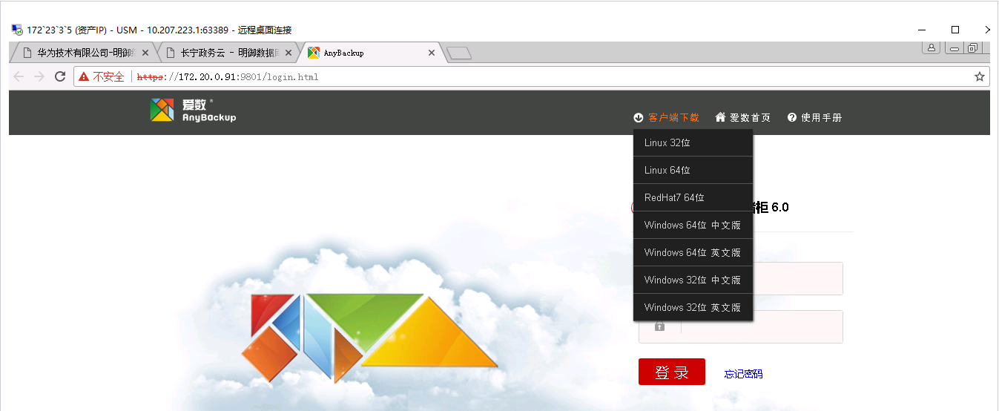 172`23`3`5 (资产IP) - USM - 10.207.223.1:63389 - 远程桌面连接
华为技术有限公司-明御 长宁政务云 - 明御数据 AnyBackup
不安全 https://172.20.0.91:9801/login.html
爱数®
AnyBackup
客户端下载 爱数首页 使用手册
Linux 32位
Linux 64位
RedHat7 64位
柜 6.0
Windows 64位 中文版
Windows 64位 英文版
Windows 32位 中文版
Windows 32位 英文版
登录 忘记密码